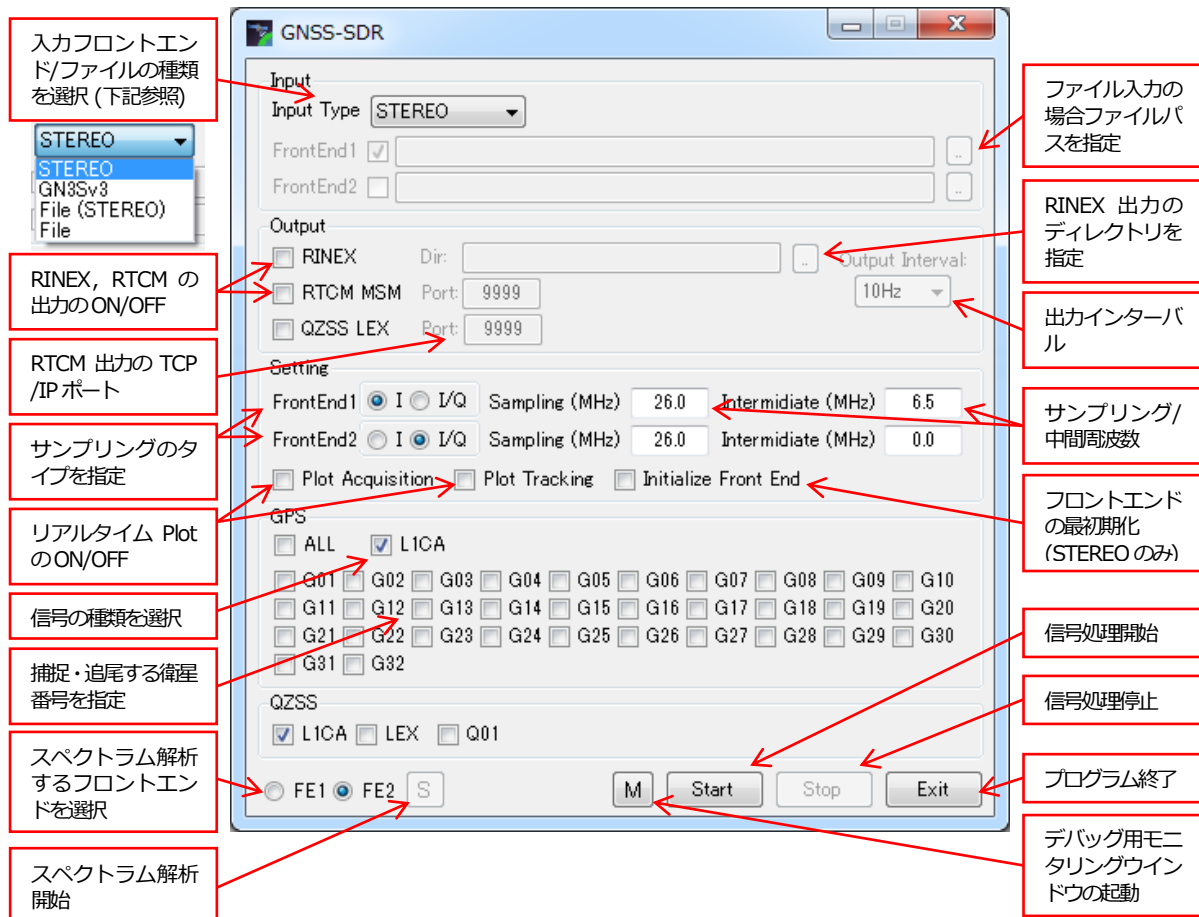 入力フロントエン
ド/ファイルの種類
を選択 (下記参照)
STEREO
STEREO
GN3Sv3
File (STEREO)
File
RINEX, RTCM の
出力の ON/OFF
RTCM 出力の TCP
/IP ポート
サンプリングのタ
イプを指定
リアルタイム Plot
の ON/OFF
信号の種類を選択
捕捉・追尾する衛星
番号を指定
スペクトラム解析
するフロントエン
ドを選択
スペクトラム解析
開始
GNSS-SDR
Input
Input Type STEREO
FrontEnd1 ..
FrontEnd2 ..
Output
RINEX Dir: .. Output Interval:
RTCM MSM Port: 9999 10Hz
QZSS LEX Port: 9999
Setting
FrontEnd1 I I/Q Sampling (MHz) 26.0 Intermidiate (MHz) 6.5
FrontEnd2 I I/Q Sampling (MHz) 26.0 Intermidiate (MHz) 0.0
Plot Acquisition Plot Tracking Initialize Front End
GPS
ALL L1CA
G01 G02 G03 G04 G05 G06 G07 G08 G09 G10
G11 G12 G13 G14 G15 G16 G17 G18 G19 G20
G21 G22 G23 G24 G25 G26 G27 G28 G29 G30
G31 G32
QZSS
L1CA LEX Q01
FE1 FE2 S M Start Stop Exit
ファイル入力の
場合ファイルパ
スを指定
RINEX 出力の
ディレクトリを
指定
出力インターバ
ル
サンプリング/
中間周波数
フロントエンド
の最初期化
(STEREO のみ)
信号処理開始
信号処理停止
プログラム終了
デバッグ用モニ
タリングウイン
ドウの起動